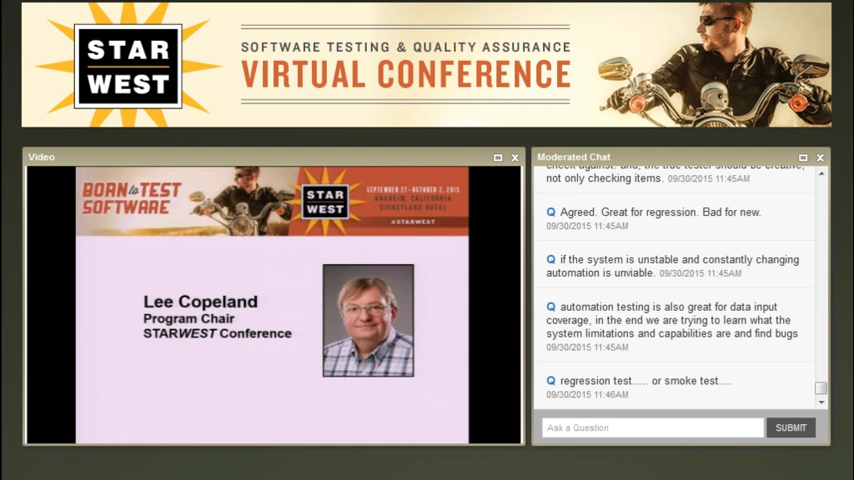 STAR
WEST
SOFTWARE TESTING & QUALITY ASSURANCE
VIRTUAL CONFERENCE
Video
BORN to TEST
SOFTWARE
STAR
WEST
SEPTEMBER 27-OCTOBER 2, 2015
ANAHEIM, CALIFORNIA
DISNEYLAND HOTEL
#STARWEST
Lee Copeland
Program Chair
STARWEST Conference
Moderated Chat
check against. and, the true tester should be creative,
not only checking items. 09/30/2015 11:45AM
Q Agreed. Great for regression. Bad for new.
09/30/2015 11:45AM
Q if the system is unstable and constantly changing
automation is unviable. 09/30/2015 11:45AM
Q automation testing is also great for data input
coverage, in the end we are trying to learn what the
system limitations and capabilities are and find bugs
09/30/2015 11:45AM
Q regression test..... or smoke test....
09/30/2015 11:46AM
Ask a Question
SUBMIT